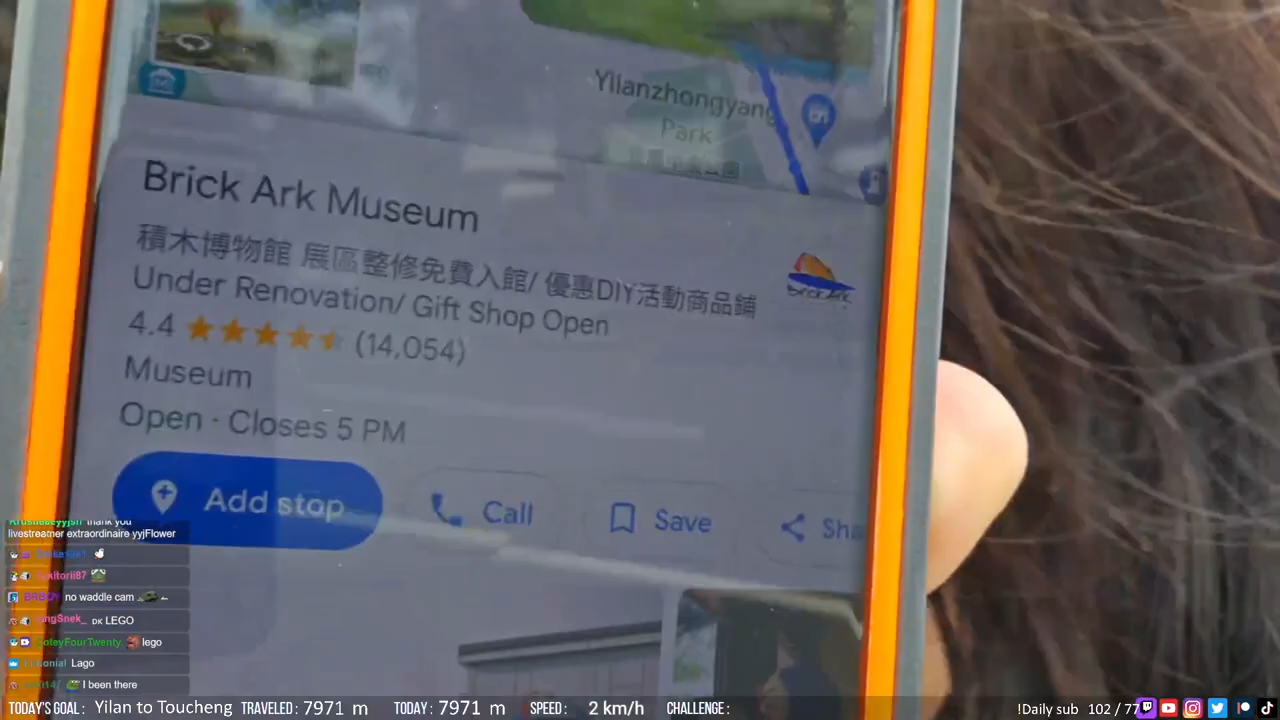 Yilanzhongyang
Park
Brick Ark Museum
積木博物館 展區整修免費入館/ 優惠DIY活動商品鋪
Under Renovation/ Gift Shop Open
4.4 (14,054)
Museum
Open · Closes 5 PM
Add stop
Call
Save
Sha
thank you
livestreamer extraordinaire yyjFlower
no waddle cam
DK LEGO
lego
Lago
I been there
TODAY'S GOAL: Yilan to Toucheng TRAVELED: 7971 m TODAY: 7971 m SPEED: 2 km/h CHALLENGE: !Daily sub 102 / 77